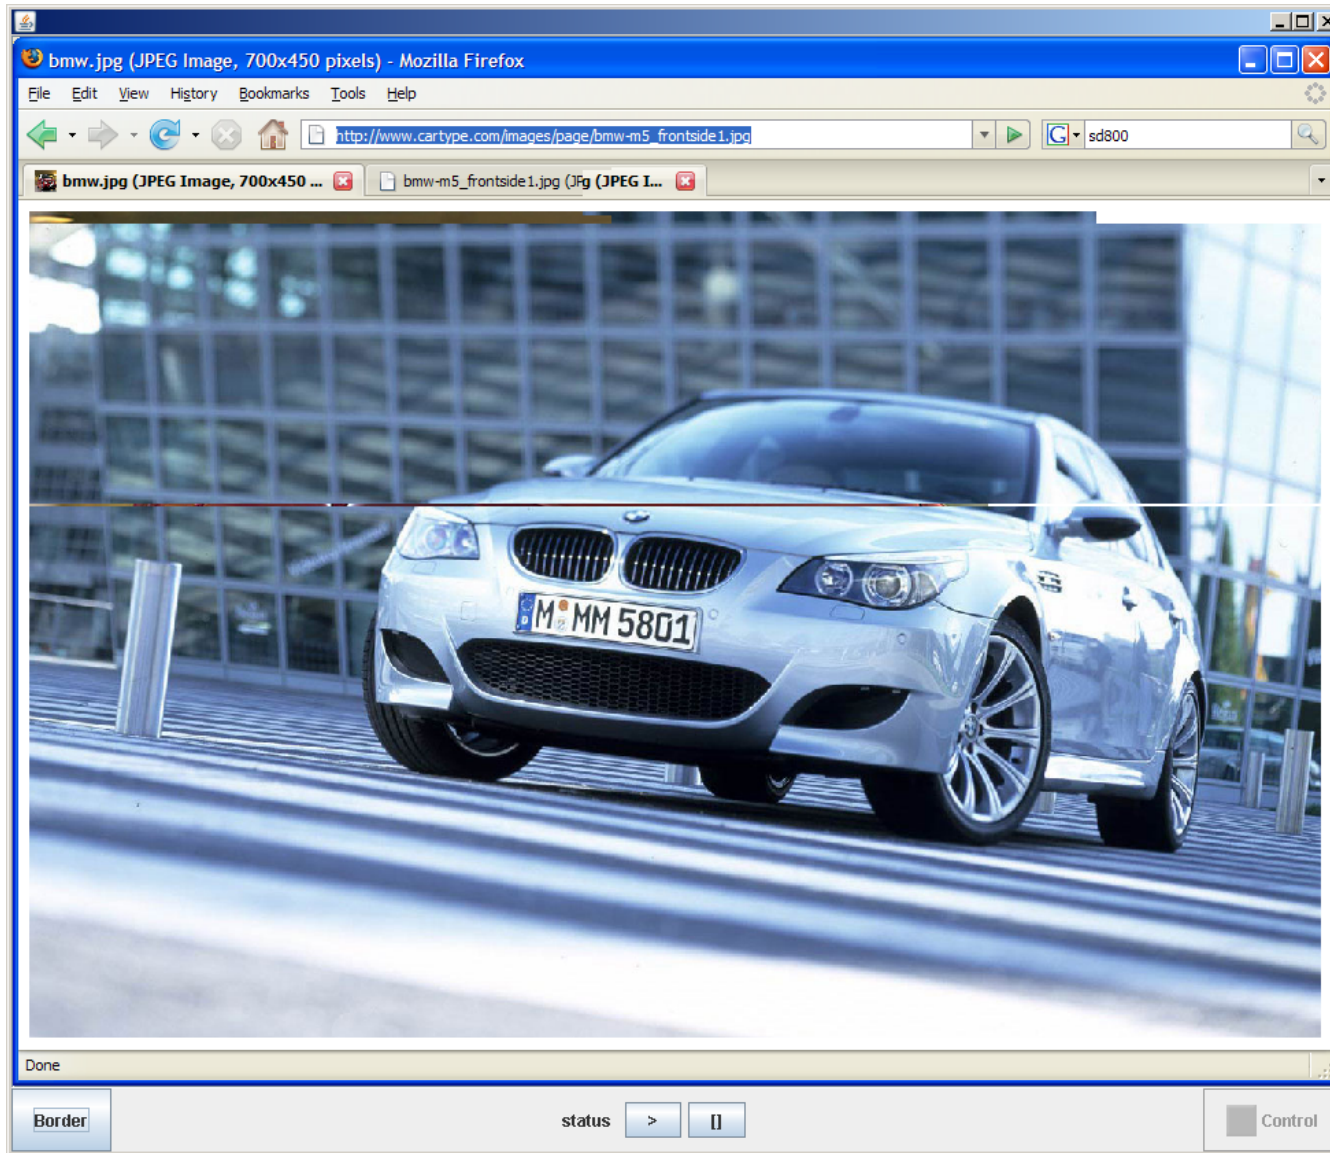 bmw.jpg (JPEG Image, 700x450 pixels) - Mozilla Firefox
File Edit View History Bookmarks Tools Help
http://www.cartype.com/images/page/bmw-m5_frontside1.jpg
G sd800
bmw.jpg (JPEG Image, 700x450 ... bmw-m5_frontside1.jpg (JFg (JPEG I...
M MM 5801
Done
Border status > [] Control